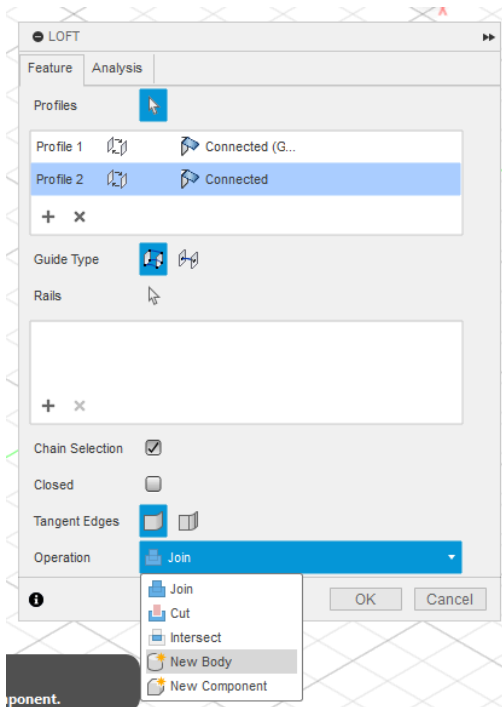 X
LOFT
Feature Analysis
Profiles
Profile 1 Connected (G...
Profile 2 Connected
Guide Type
Rails
Chain Selection
Closed
Tangent Edges
Operation Join
OK Cancel
Join
Cut
Intersect
New Body
New Component
ponent.